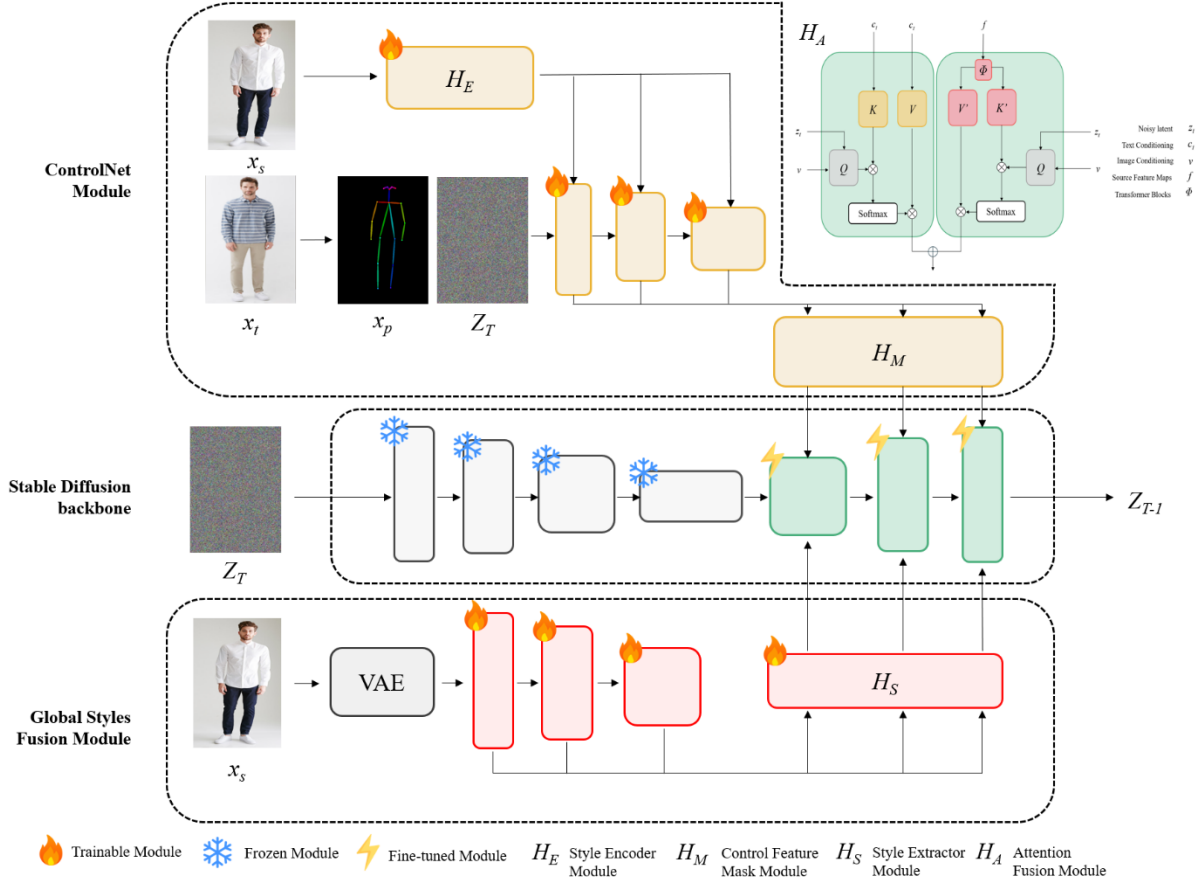 ControlNet
Module
x_s
H_E
x_t
x_p
Z_T
H_M
H_A
c_t
c_t
f
Φ
K
V
V'
K'
z_t
v
Q
Softmax
Softmax
Q
z_t
v
Noisy latent z_t
Text Conditioning c_t
Image Conditioning v
Source Feature Maps f
Transformer Blocks Φ
Stable Diffusion
backbone
Z_T
Z_{T-1}
Global Styles
Fusion Module
x_s
VAE
H_S
Trainable Module
Frozen Module
Fine-tuned Module
H_E Style Encoder
Module
H_M Control Feature
Mask Module
H_S Style Extractor
Module
H_A Attention
Fusion Module